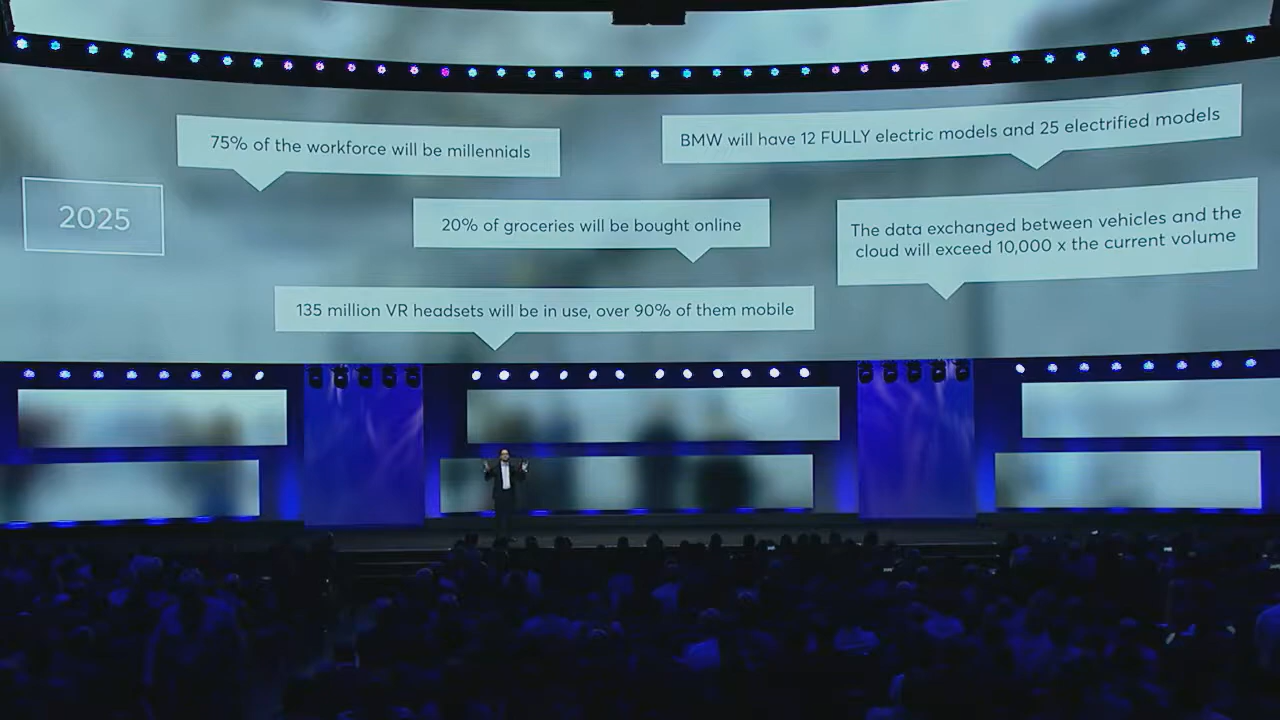 75% of the workforce will be millennials
BMW will have 12 FULLY electric models and 25 electrified models
2025
20% of groceries will be bought online
The data exchanged between vehicles and the
cloud will exceed 10,000 x the current volume
135 million VR headsets will be in use, over 90% of them mobile